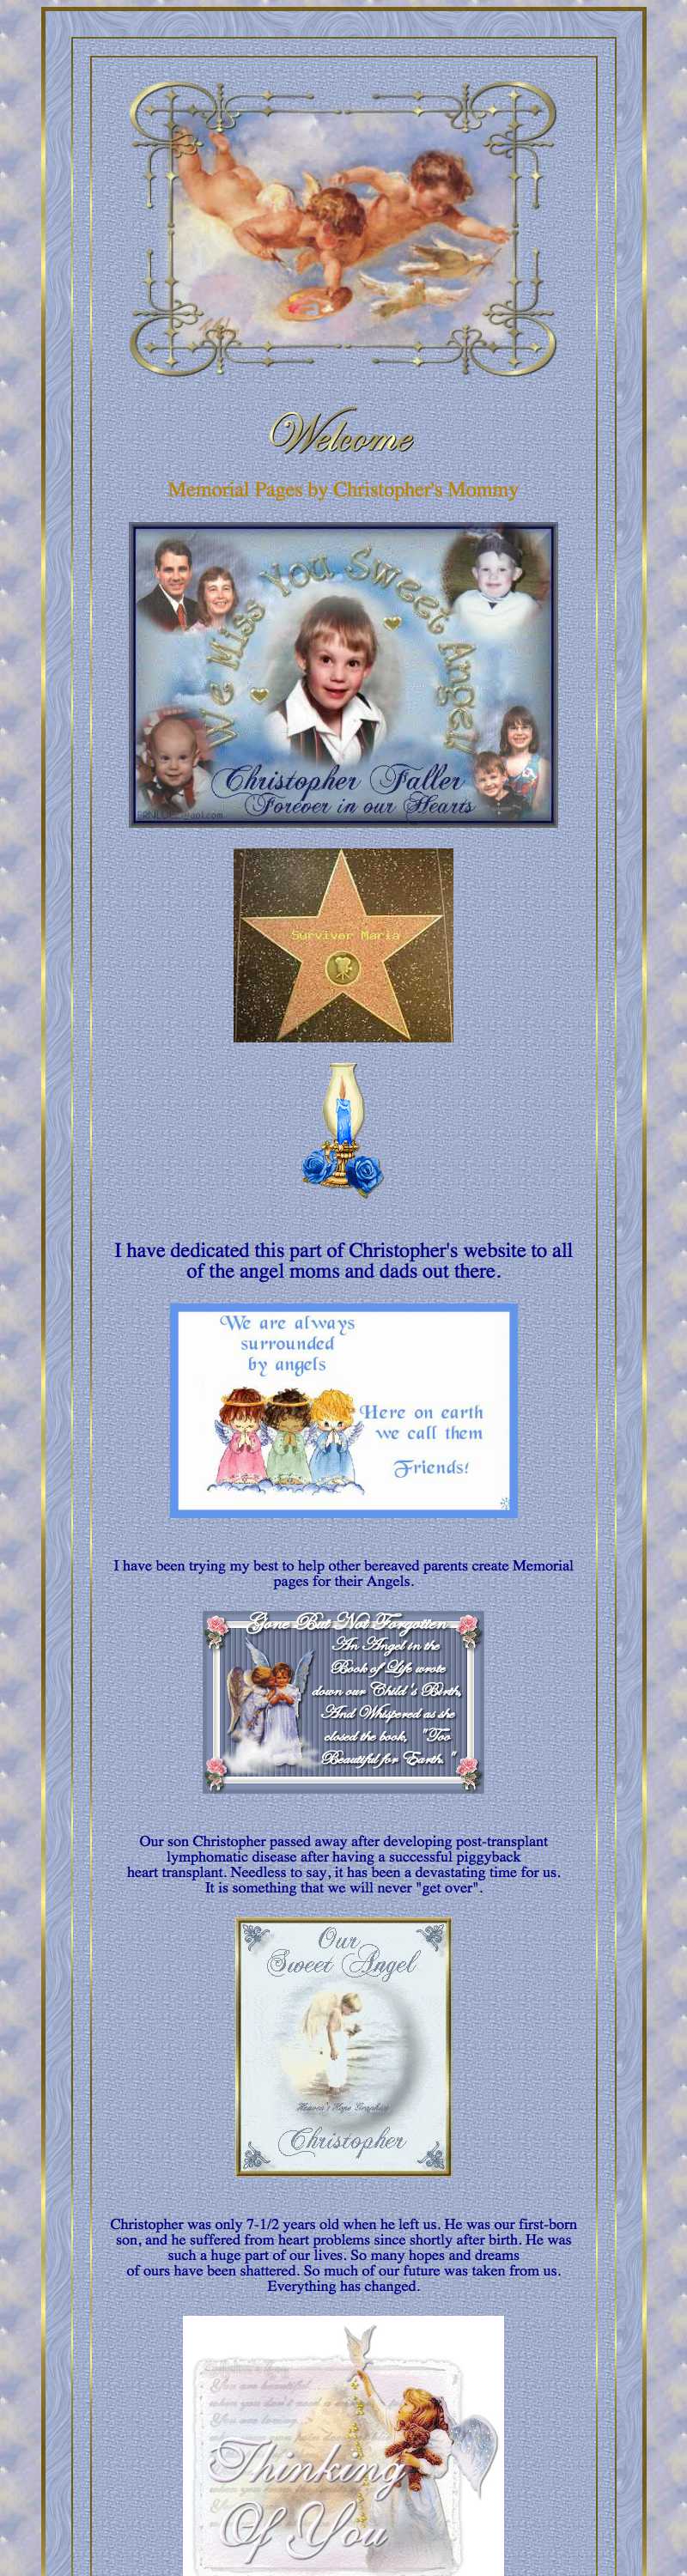 Welcome
Memorial Pages by Christopher's Mommy
We Miss You Sweet Angel!
Christopher Faller
Forever in our Hearts
Survivor Maria
I have dedicated this part of Christopher's website to all
of the angel moms and dads out there.
We are always
surrounded
by angels
Here on earth
we call them
Friends!
I have been trying my best to help other bereaved parents create Memorial
pages for their Angels.
Gone But Not Forgotten
An Angel in the
Book of Life wrote
down our Child's Birth,
And Whispered as she
closed the book, "Too
Beautiful for Earth."
Our son Christopher passed away after developing post-transplant
lymphomatic disease after having a successful piggyback
heart transplant. Needless to say, it has been a devastating time for us.
It is something that we will never "get over".
Our
Sweet Angel
Heaven's Hope Graphics
Christopher
Christopher was only 7-1/2 years old when he left us. He was our first-born
son, and he suffered from heart problems since shortly after birth. He was
such a huge part of our lives. So many hopes and dreams
of ours have been shattered. So much of our future was taken from us.
Everything has changed.
You are beautiful
You are loving
Thinking
Of You